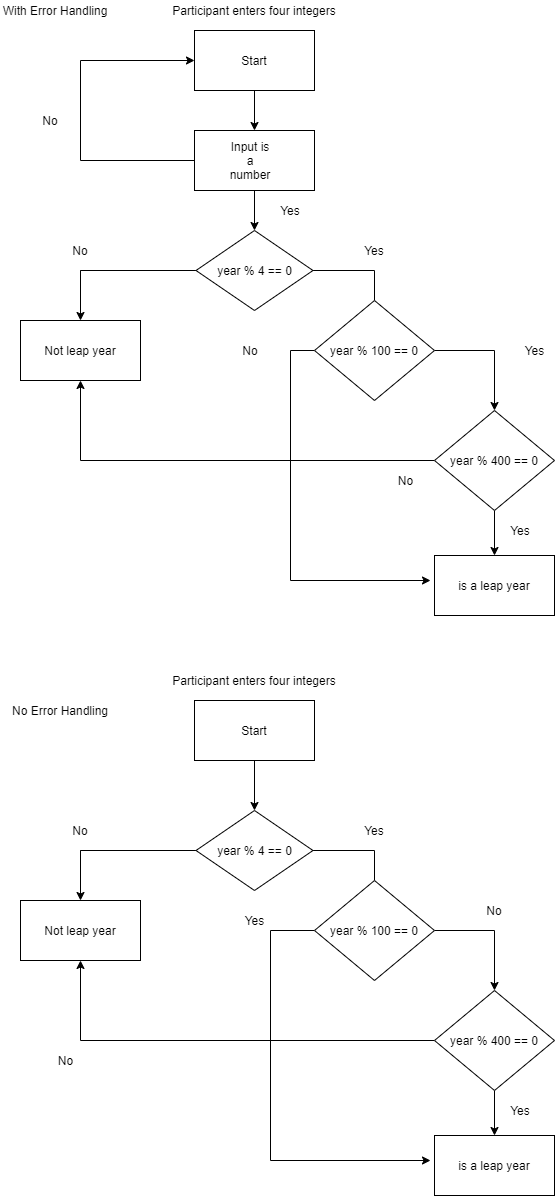 With Error Handling
Participant enters four integers
Start
No
Input is
a
number
Yes
No
Yes
year % 4 == 0
Not leap year
No
year % 100 == 0
Yes
year % 400 == 0
No
Yes
is a leap year
Participant enters four integers
No Error Handling
Start
No
Yes
year % 4 == 0
Not leap year
Yes
year % 100 == 0
No
year % 400 == 0
No
Yes
is a leap year